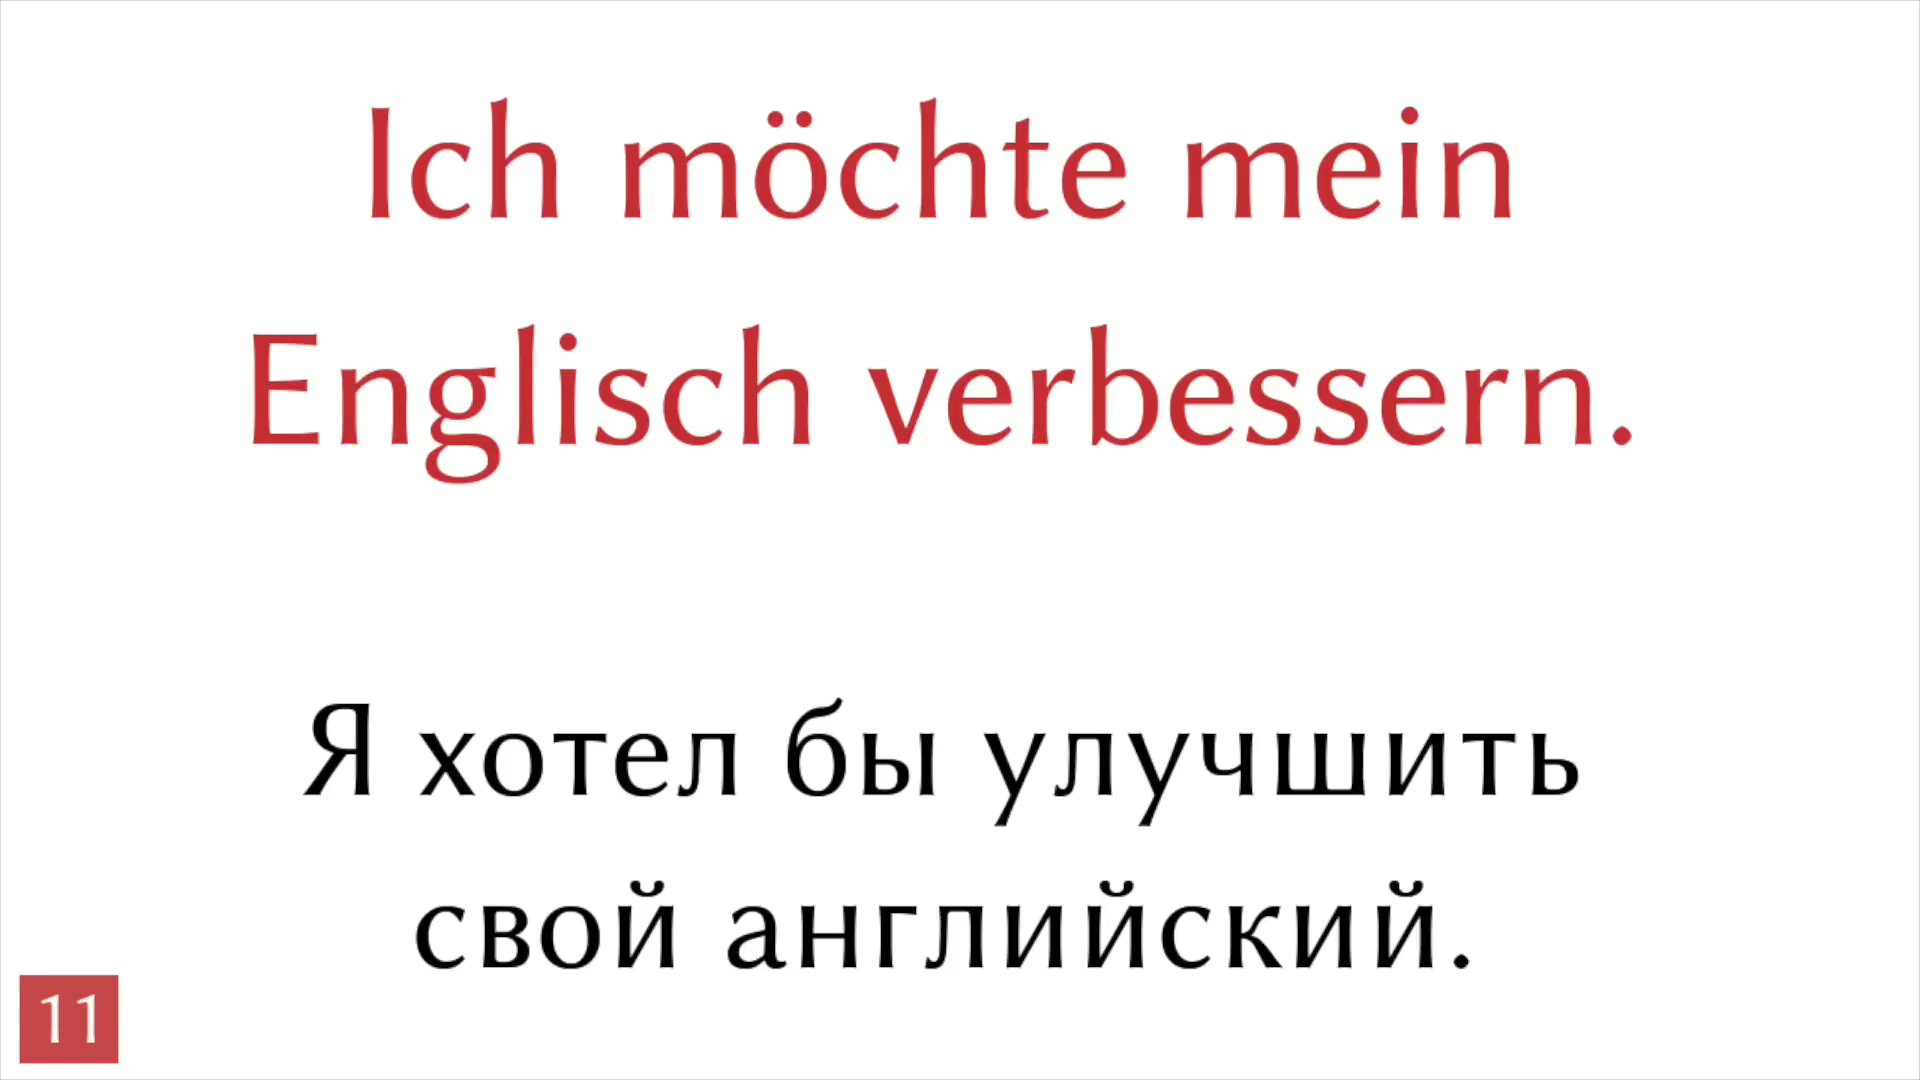 Ich möchte mein
Englisch verbessern.
Я хотел бы улучшить
свой английский.
11